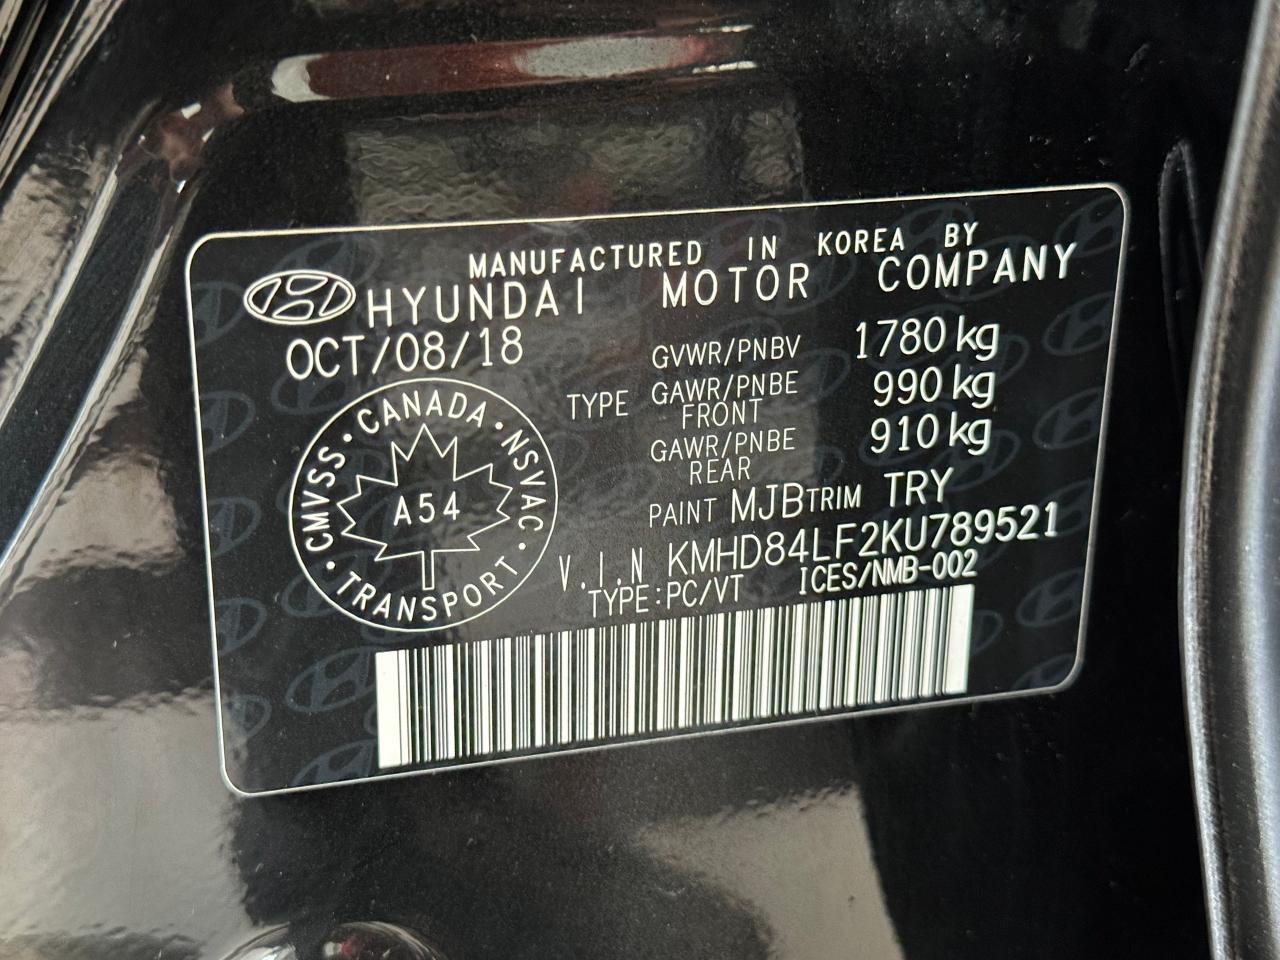 MANUFACTURED IN KOREA BY
HYUNDAI MOTOR COMPANY
OCT/08/18
GVWR/PNBV 1780 kg
TYPE GAWR/PNBE FRONT 990 kg
GAWR/PNBE REAR 910 kg
PAINT MJB TRIM TRY
V.I.N KMHD84LF2KU789521
TYPE:PC/VT ICES/NMB-002
CMVSS • CANADA • NSVAC • TRANSPORT •
A54